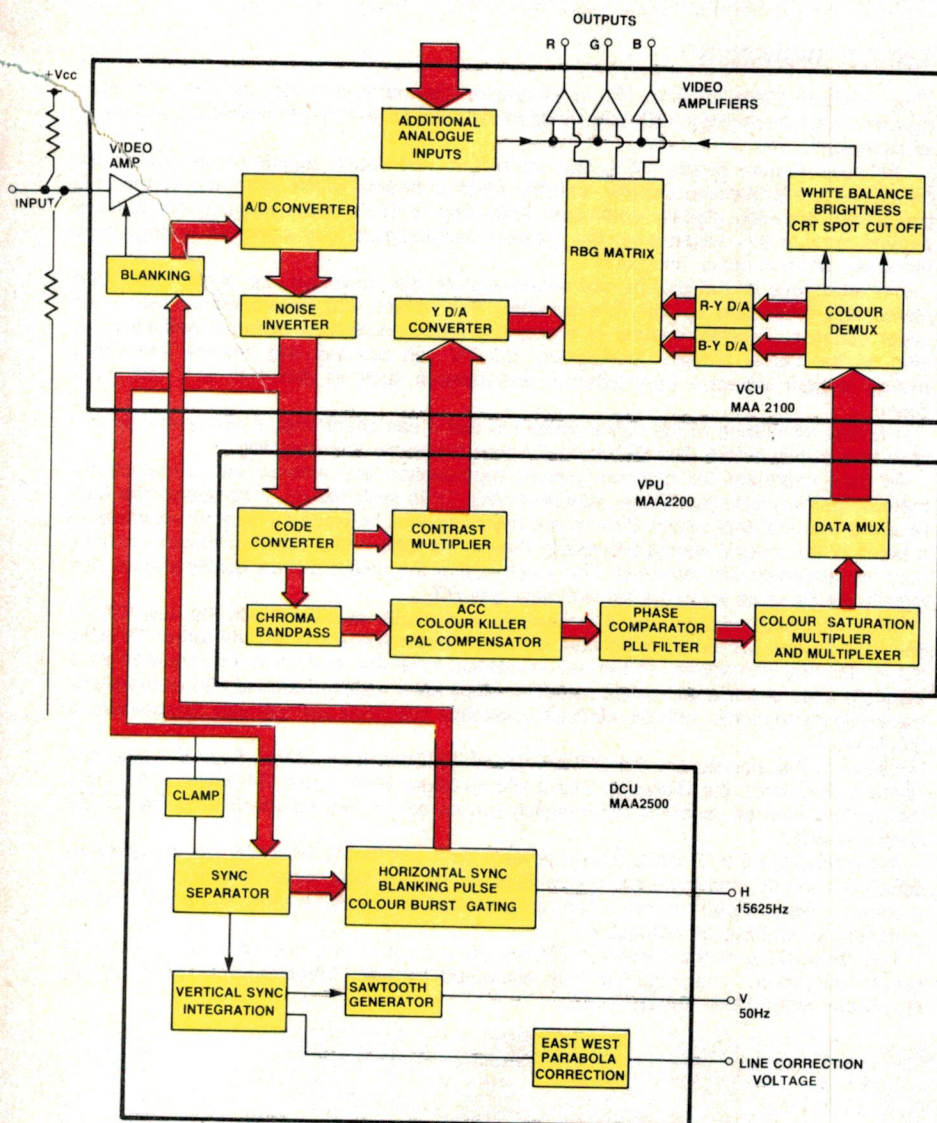 OUTPUTS
R G B
+Vcc
VIDEO
AMPLIFIERS
ADDITIONAL
ANALOGUE
INPUTS
VIDEO
AMP
INPUT
A/D CONVERTER
WHITE BALANCE
BRIGHTNESS
CRT SPOT CUT OFF
RBG MATRIX
BLANKING
NOISE
INVERTER
Y D/A
CONVERTER
R-Y D/A
B-Y D/A
COLOUR
DEMUX
VCU
MAA 2100
VPU
MAA2200
CODE
CONVERTER
CONTRAST
MULTIPLIER
DATA MUX
CHROMA
BANDPASS
ACC
COLOUR KILLER
PAL COMPENSATOR
PHASE
COMPARATOR
PLL FILTER
COLOUR SATURATION
MULTIPLIER
AND MULTIPLEXER
DCU
MAA2500
CLAMP
SYNC
SEPARATOR
HORIZONTAL SYNC
BLANKING PULSE
COLOUR BURST GATING
H
15625Hz
VERTICAL SYNC
INTEGRATION
SAWTOOTH
GENERATOR
V
50Hz
EAST WEST
PARABOLA
CORRECTION
LINE CORRECTION
VOLTAGE